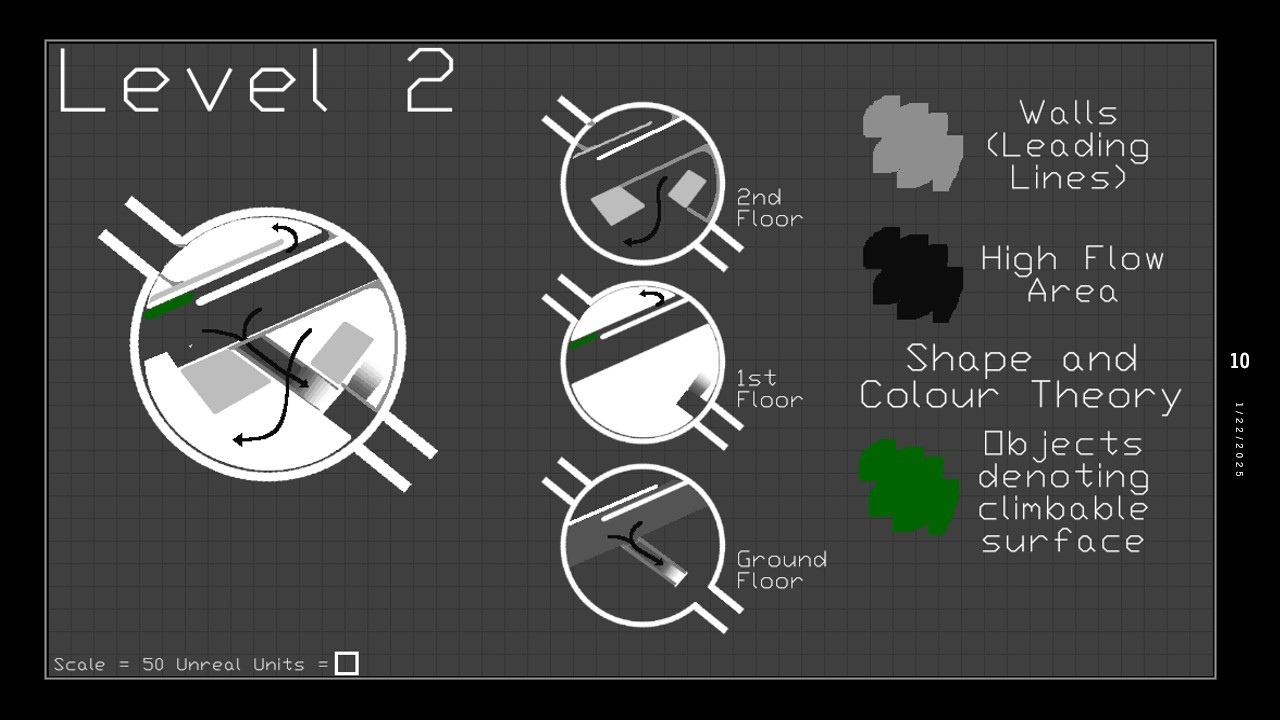 Level 2
2nd
Floor
1st
Floor
Ground
Floor
Scale = 50 Unreal Units =
Walls
(Leading
Lines)
High Flow
Area
Shape and
Colour Theory
Objects
denoting
climbable
surface
10
1/22/2025